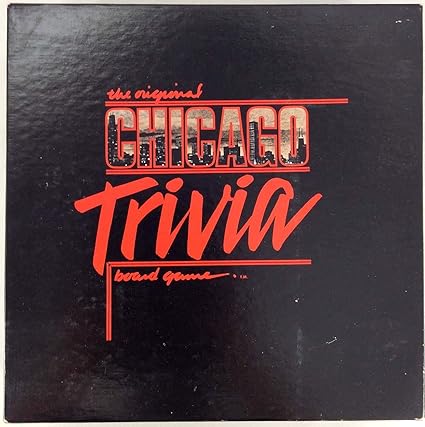 the original
CHICAGO
Trivia
board game